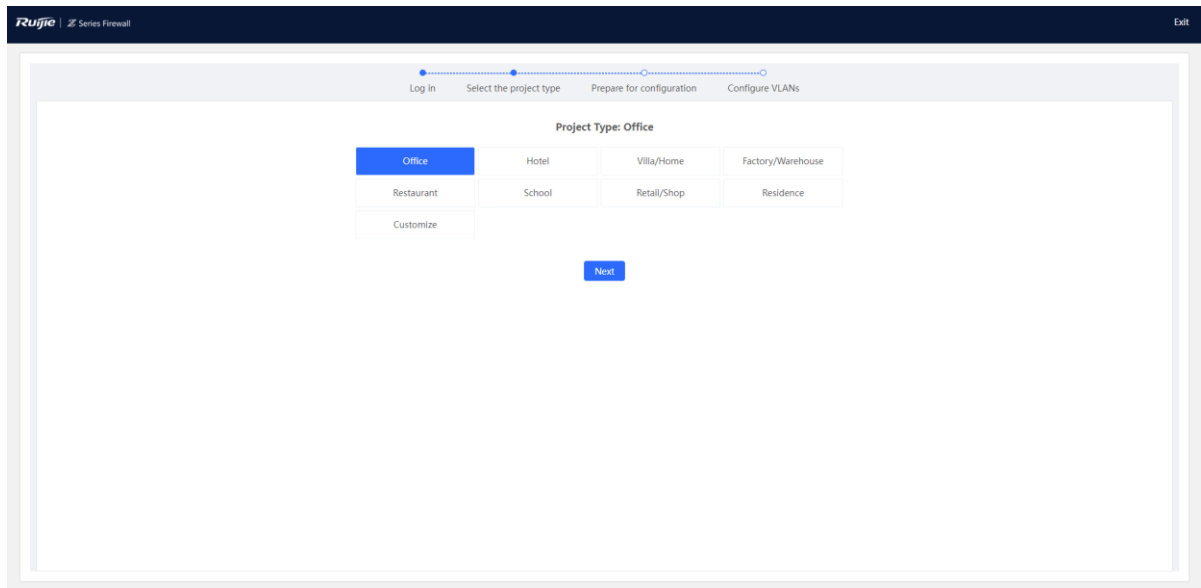 Ruijie | Z Series Firewall Exit
Log in Select the project type Prepare for configuration Configure VLANs
Project Type: Office
Office Hotel Villa/Home Factory/Warehouse
Restaurant School Retail/Shop Residence
Customize
Next